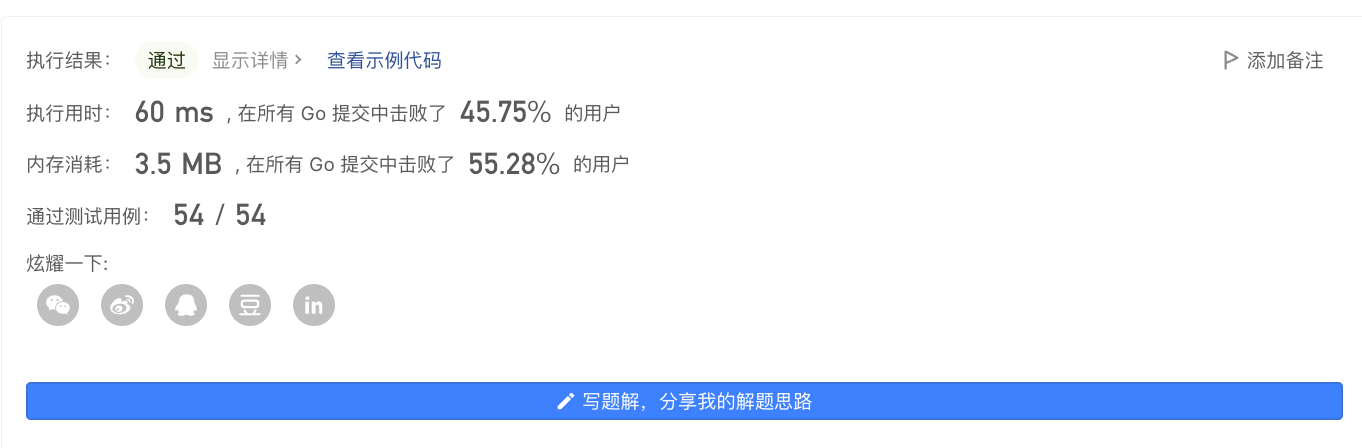 执行结果： 通过 显示详情 > 查看示例代码 添加备注
执行用时： 60 ms , 在所有 Go 提交中击败了 45.75% 的用户
内存消耗： 3.5 MB , 在所有 Go 提交中击败了 55.28% 的用户
通过测试用例： 54 / 54
炫耀一下:
豆 in
写题解，分享我的解题思路